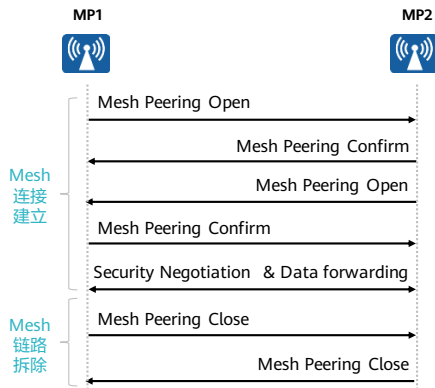 MP1
MP2
Mesh Peering Open
Mesh Peering Confirm
Mesh Peering Open
Mesh Peering Confirm
Security Negotiation & Data forwarding
Mesh
连接
建立
Mesh Peering Close
Mesh Peering Close
Mesh
链路
拆除